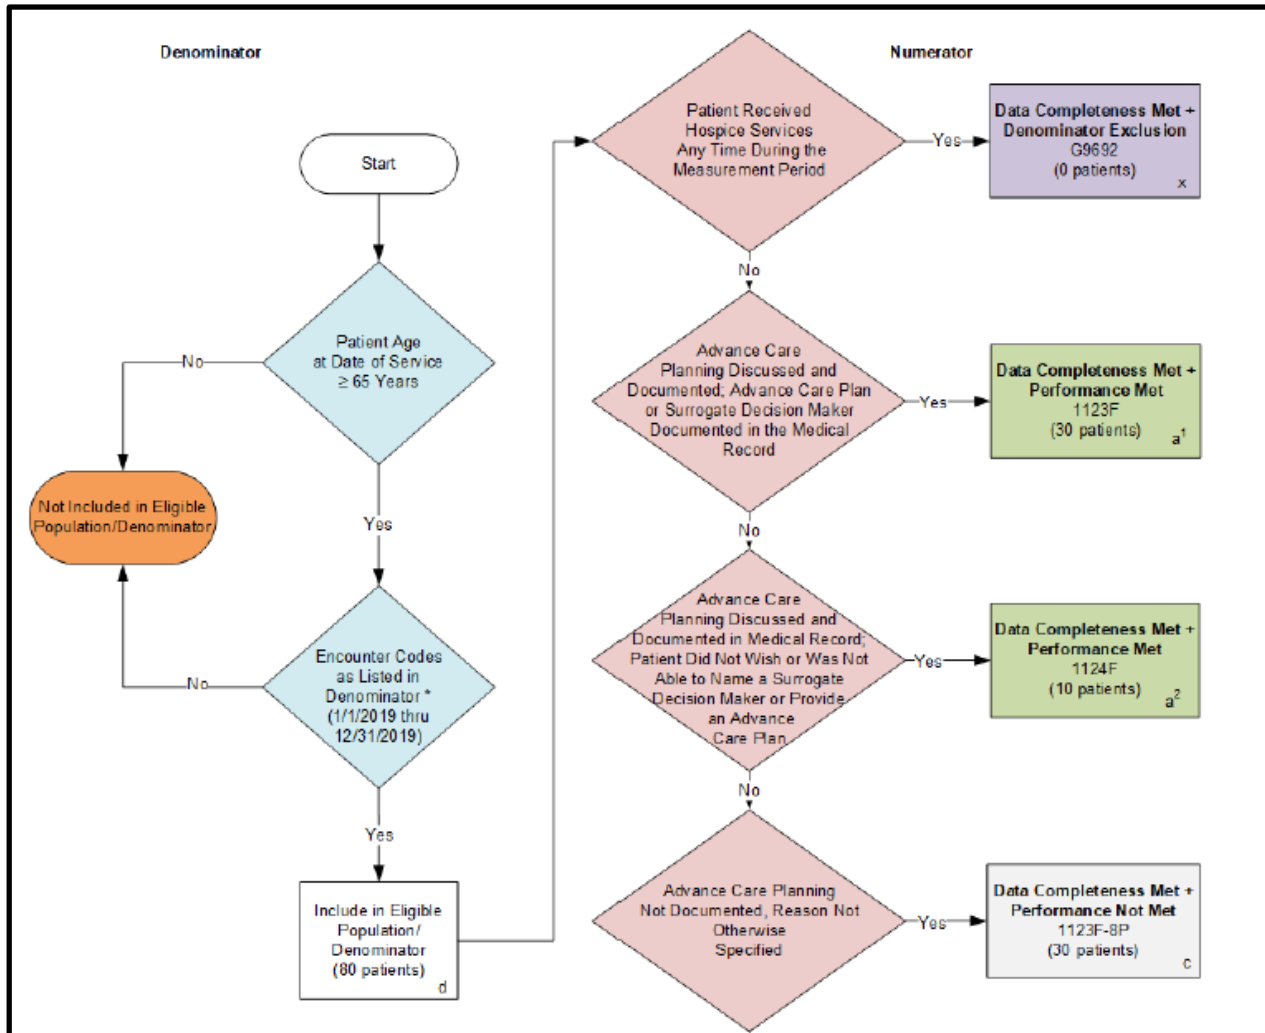 Denominator
Numerator
Start
Patient Age
at Date of Service
≥ 65 Years
No
Not Included in Eligible
Population/Denominator
Yes
Encounter Codes
as Listed in
Denominator *
(1/1/2019 thru
12/31/2019)
No
Yes
Include in Eligible
Population/
Denominator
(80 patients)
d
Patient Received
Hospice Services
Any Time During the
Measurement Period
Yes
Data Completeness Met +
Denominator Exclusion
G9692
(0 patients)
x
No
Advance Care
Planning Discussed and
Documented; Advance Care Plan
or Surrogate Decision Maker
Documented in the Medical
Record
Yes
Data Completeness Met +
Performance Met
1123F
(30 patients)
a¹
No
Advance Care
Planning Discussed and
Documented in Medical Record;
Patient Did Not Wish or Was Not
Able to Name a Surrogate
Decision Maker or Provide
an Advance
Care Plan
Yes
Data Completeness Met +
Performance Met
1124F
(10 patients)
a²
No
Advance Care Planning
Not Documented, Reason Not
Otherwise
Specified
Yes
Data Completeness Met +
Performance Not Met
1123F-8P
(30 patients)
c